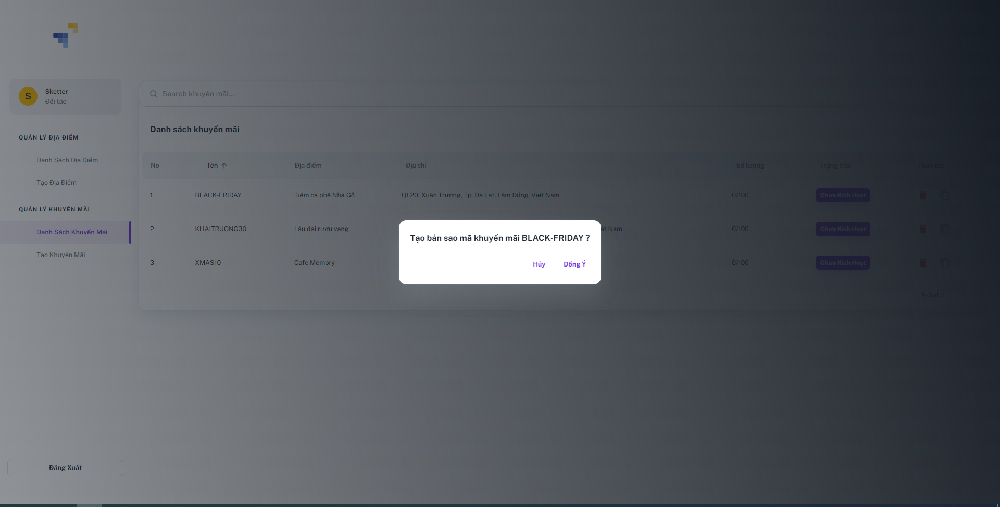 S
Sketter
Đối tác
QUẢN LÝ ĐỊA ĐIỂM
Danh Sách Địa Điểm
Tạo Địa Điểm
QUẢN LÝ KHUYẾN MÃI
Danh Sách Khuyến Mãi
Tạo Khuyến Mãi
Đăng Xuất
Search khuyến mãi...
Danh sách khuyến mãi
No Tên Địa điểm Địa chỉ Số lượng Trạng thái Thao tác
1 BLACK-FRIDAY Tiệm cà phê Nhà Gỗ QL20, Xuân Trường, Tp. Đà Lạt, Lâm Đồng, Việt Nam 0/100 Chưa Kích Hoạt
2 KHAITRUONG30 Lâu đài rượu vang ệt Nam 0/100 Chưa Kích Hoạt
3 XMAS10 Cafe Memory 0/100 Chưa Kích Hoạt
1-3 of 3
Tạo bản sao mã khuyến mãi BLACK-FRIDAY ?
Hủy Đồng Ý